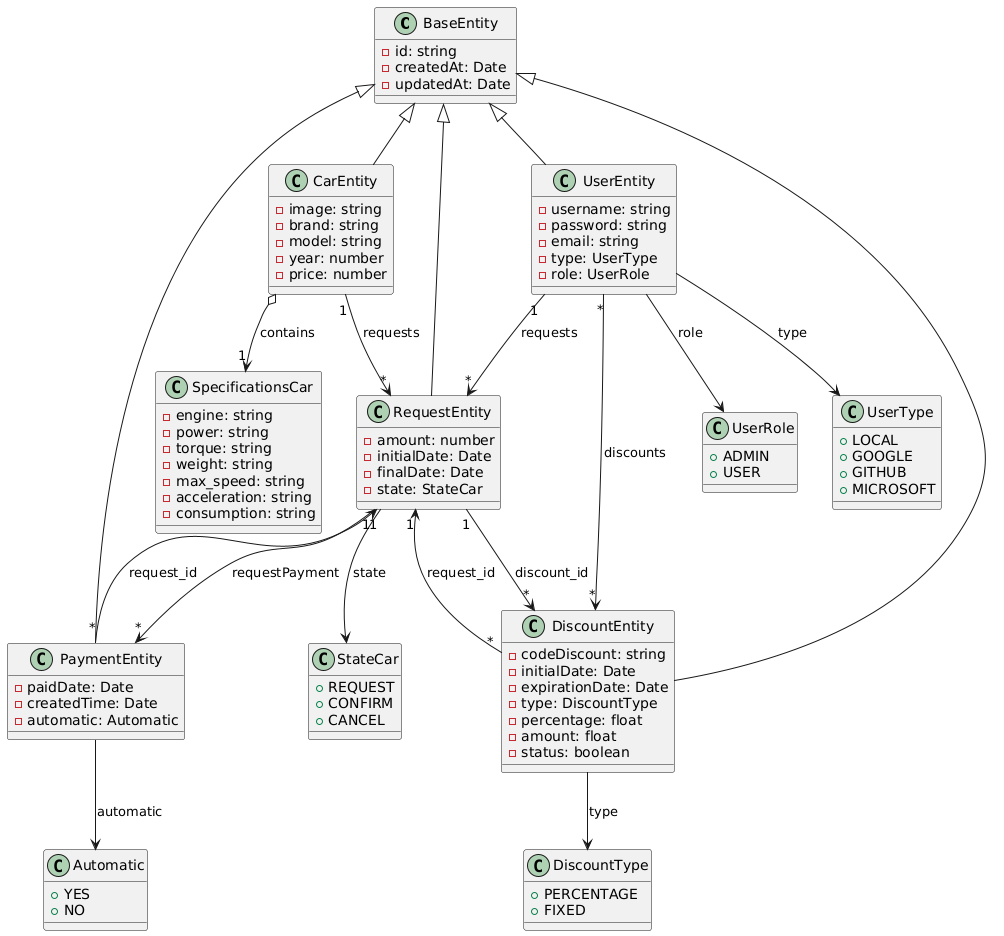 C BaseEntity
id: string
createdAt: Date
updatedAt: Date
C CarEntity
image: string
brand: string
model: string
year: number
price: number
C UserEntity
username: string
password: string
email: string
type: UserType
role: UserRole
1
requests
1
requests
*
role
type
contains
1
*
*
discounts
C SpecificationsCar
engine: string
power: string
torque: string
weight: string
max_speed: string
acceleration: string
consumption: string
C RequestEntity
amount: number
initialDate: Date
finalDate: Date
state: StateCar
C UserRole
ADMIN
USER
C UserType
LOCAL
GOOGLE
GITHUB
MICROSOFT
1
1
1
1
request_id
requestPayment
state
request_id
discount_id
*
*
*
*
*
C PaymentEntity
paidDate: Date
createdTime: Date
automatic: Automatic
C StateCar
REQUEST
CONFIRM
CANCEL
C DiscountEntity
codeDiscount: string
initialDate: Date
expirationDate: Date
type: DiscountType
percentage: float
amount: float
status: boolean
automatic
type
C Automatic
YES
NO
C DiscountType
PERCENTAGE
FIXED